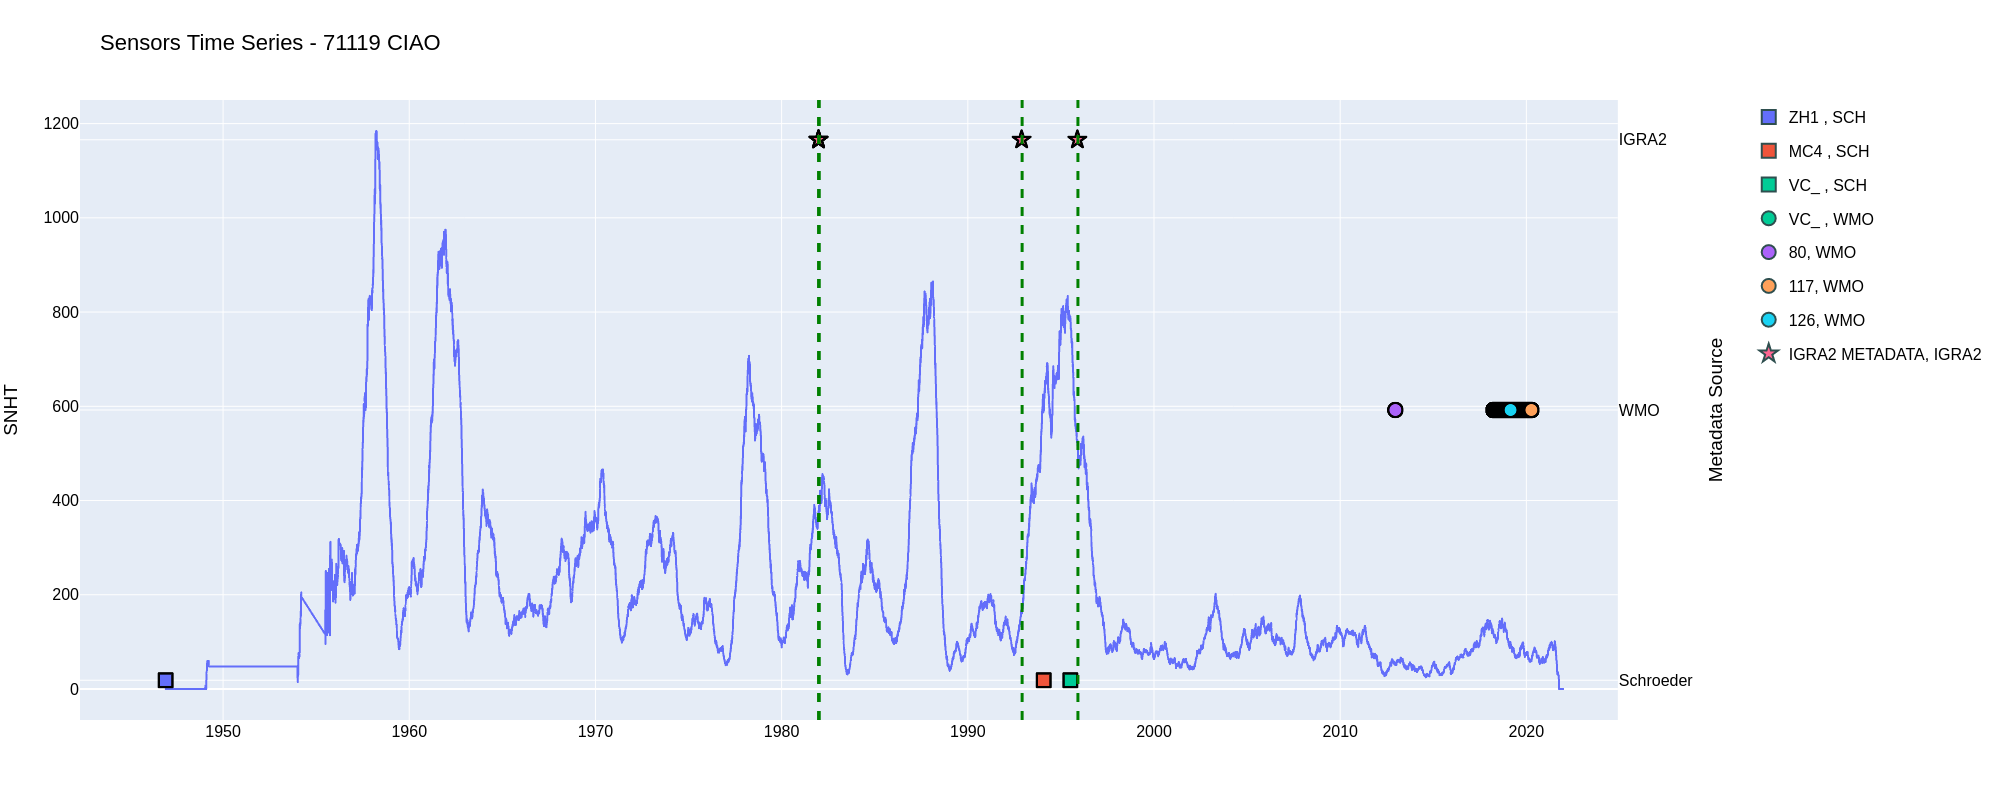 Sensors Time Series - 71119 CIAO
1200
1000
800
600
400
200
0
SNHT
1950
1960
1970
1980
1990
2000
2010
2020
IGRA2
WMO
Schroeder
Metadata Source
ZH1 , SCH
MC4 , SCH
VC_ , SCH
VC_ , WMO
80, WMO
117, WMO
126, WMO
IGRA2 METADATA, IGRA2